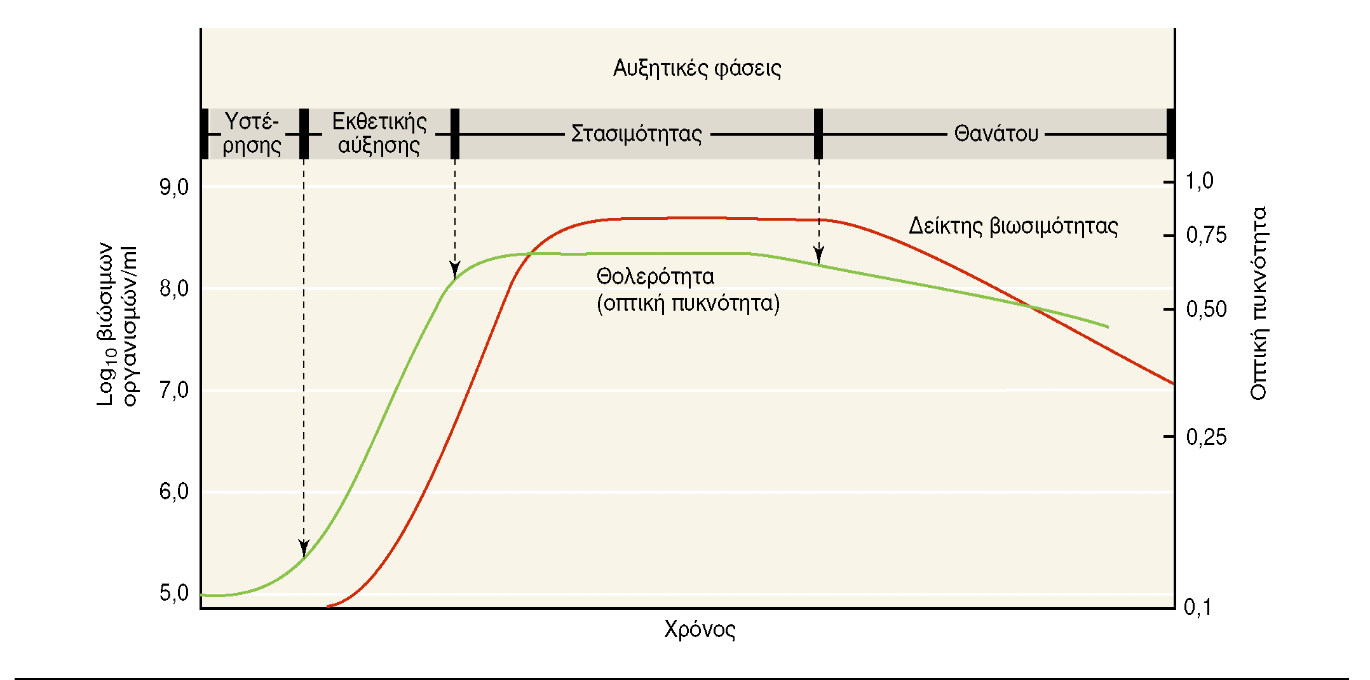 Αυξητικές φάσεις
Υστέ-
ρησης
Εκθετικής
αύξησης
Στασιμότητας
Θανάτου
9,0
8,0
7,0
6,0
5,0
Log10 βιώσιμων
οργανισμών/ml
1,0
0,75
0,50
0,25
0,1
Οπτική πυκνότητα
Δείκτης βιωσιμότητας
Θολερότητα
(οπτική πυκνότητα)
Χρόνος